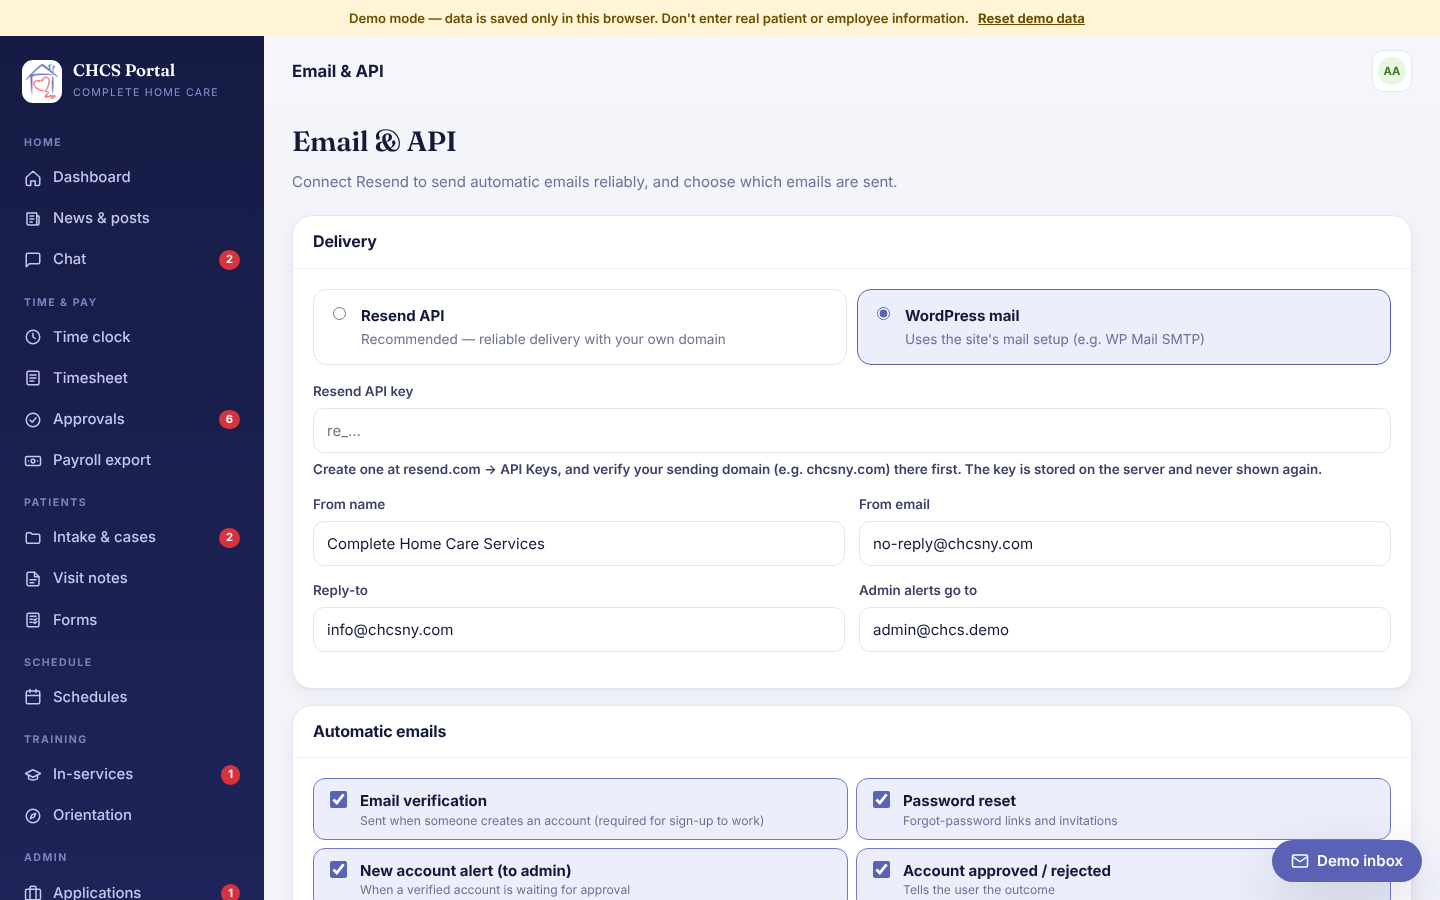 Demo mode — data is saved only in this browser. Don't enter real patient or employee information. Reset demo data
CHCS Portal
COMPLETE HOME CARE
HOME
Dashboard
News & posts
Chat 2
TIME & PAY
Time clock
Timesheet
Approvals 6
Payroll export
PATIENTS
Intake & cases 2
Visit notes
Forms
SCHEDULE
Schedules
TRAINING
In-services 1
Orientation
ADMIN
Applications 1
Email & API
AA
Email & API
Connect Resend to send automatic emails reliably, and choose which emails are sent.
Delivery
Resend API
Recommended — reliable delivery with your own domain
WordPress mail
Uses the site's mail setup (e.g. WP Mail SMTP)
Resend API key
re_...
Create one at resend.com → API Keys, and verify your sending domain (e.g. chcsny.com) there first. The key is stored on the server and never shown again.
From name
Complete Home Care Services
From email
no-reply@chcsny.com
Reply-to
info@chcsny.com
Admin alerts go to
admin@chcs.demo
Automatic emails
Email verification
Sent when someone creates an account (required for sign-up to work)
Password reset
Forgot-password links and invitations
New account alert (to admin)
When a verified account is waiting for approval
Account approved / rejected
Tells the user the outcome
Demo inbox